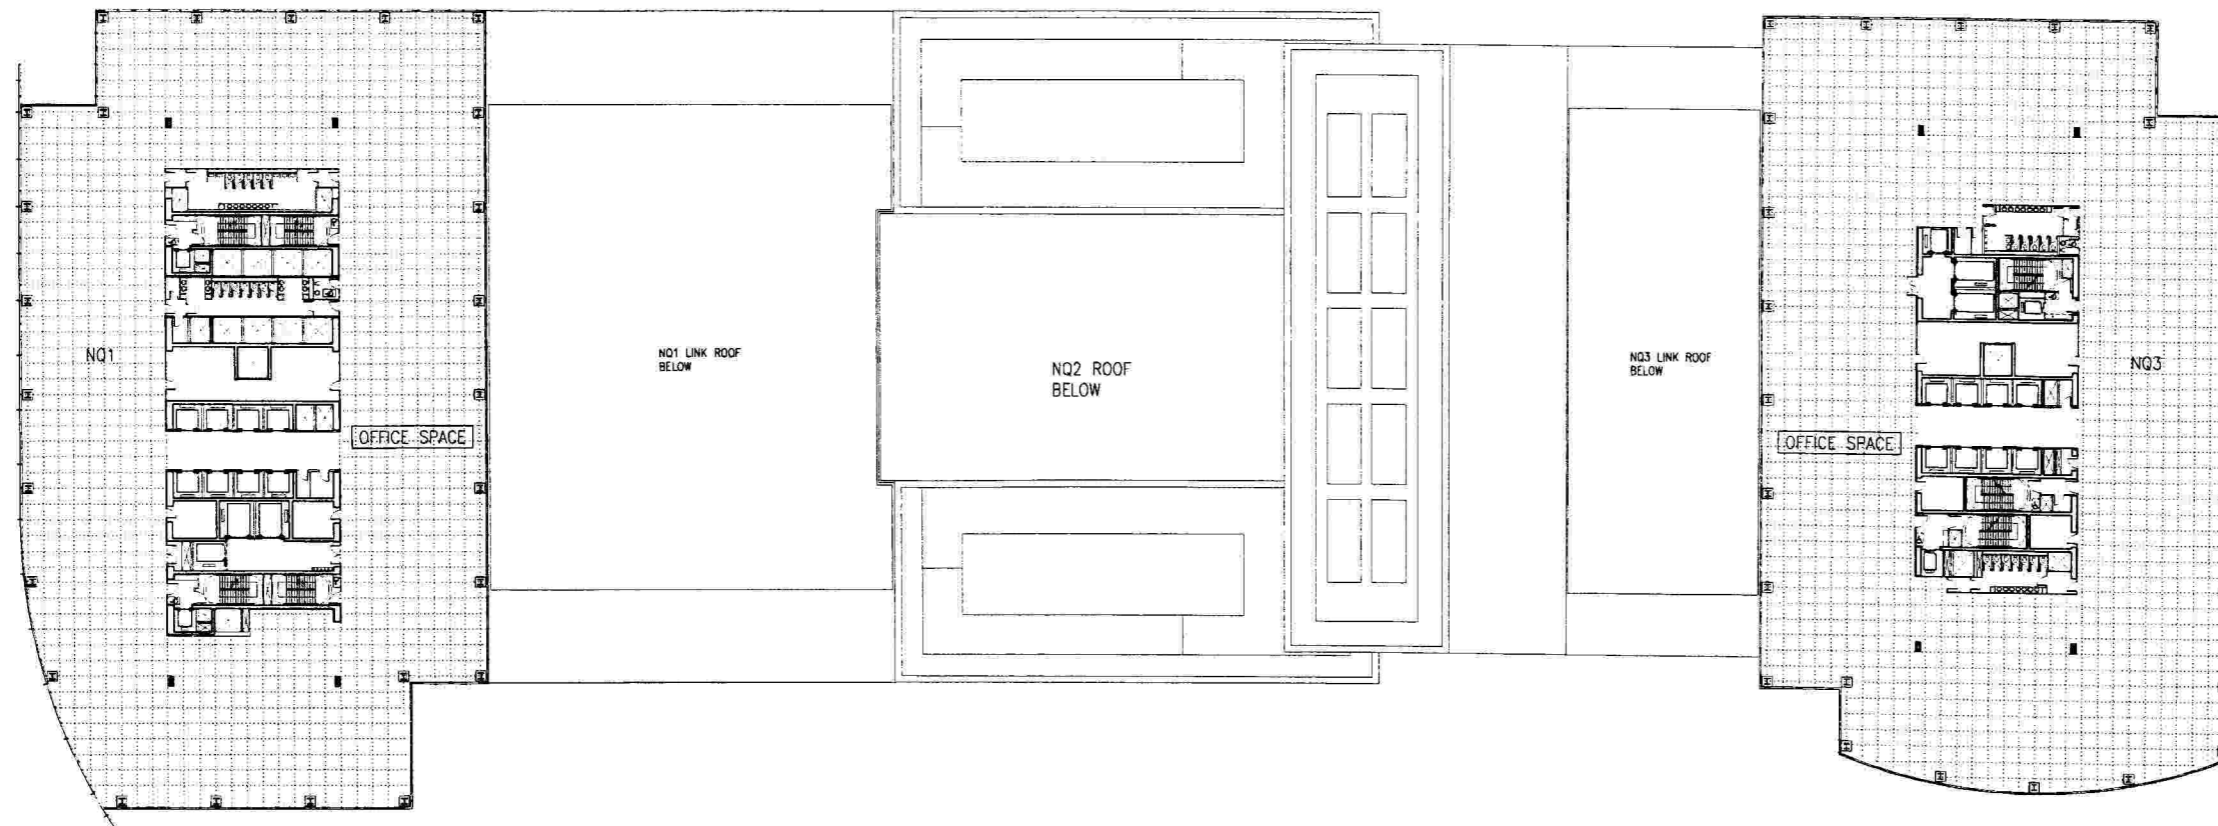 NQ1
NQ1 LINK ROOF
BELOW
NQ2 ROOF
BELOW
NQ3 LINK ROOF
BELOW
NQ3
OFFICE SPACE
OFFICE SPACE